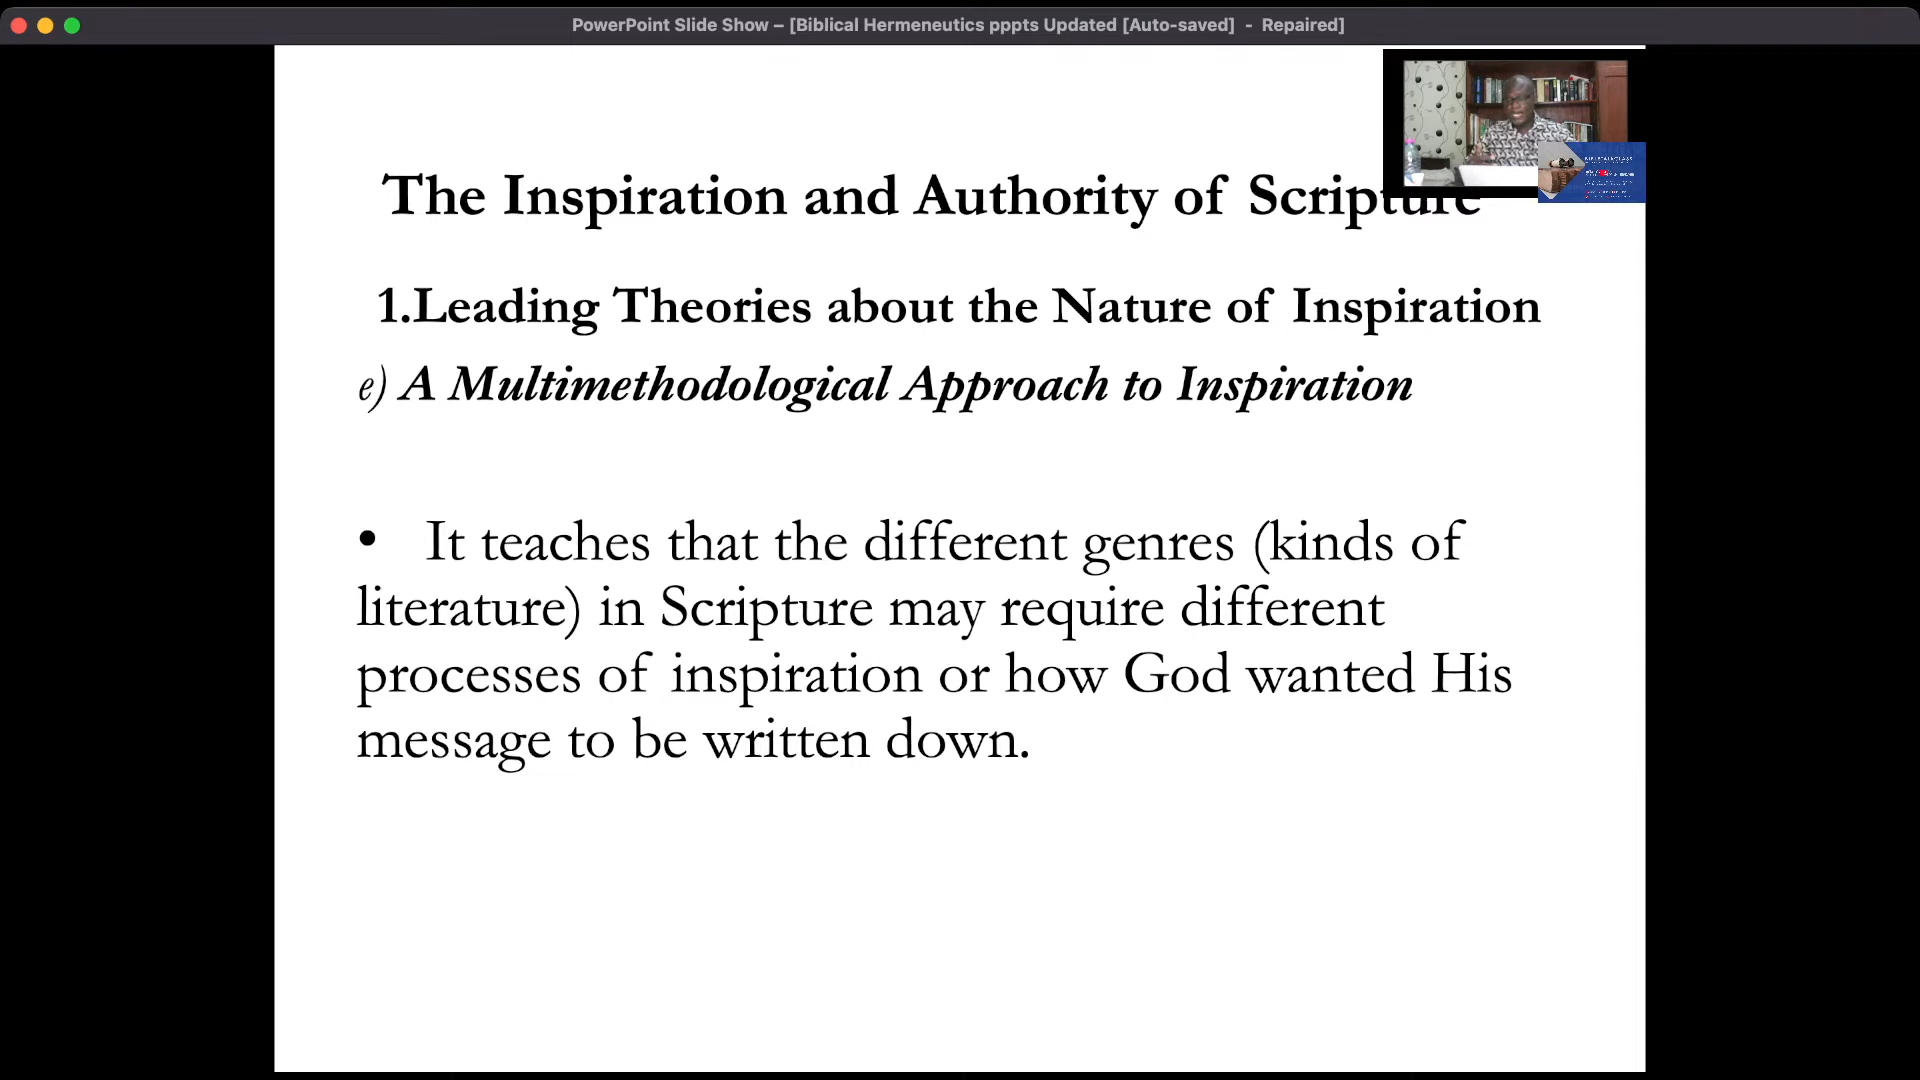 PowerPoint Slide Show – [Biblical Hermeneutics pppts Updated [Auto-saved] - Repaired]
The Inspiration and Authority of Scripture
1.Leading Theories about the Nature of Inspiration
e) A Multimethodological Approach to Inspiration
• It teaches that the different genres (kinds of
literature) in Scripture may require different
processes of inspiration or how God wanted His
message to be written down.